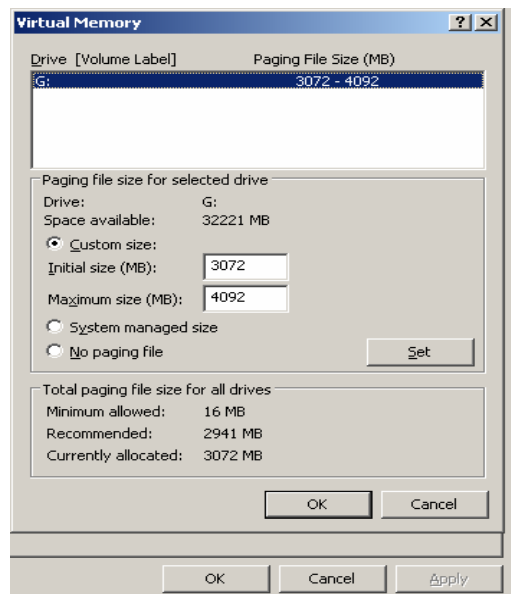 Virtual Memory
Drive [Volume Label] Paging File Size (MB)
G: 3072 - 4092
Paging file size for selected drive
Drive: G:
Space available: 32221 MB
Custom size:
Initial size (MB): 3072
Maximum size (MB): 4092
System managed size
No paging file Set
Total paging file size for all drives
Minimum allowed: 16 MB
Recommended: 2941 MB
Currently allocated: 3072 MB
OK Cancel
OK Cancel Apply